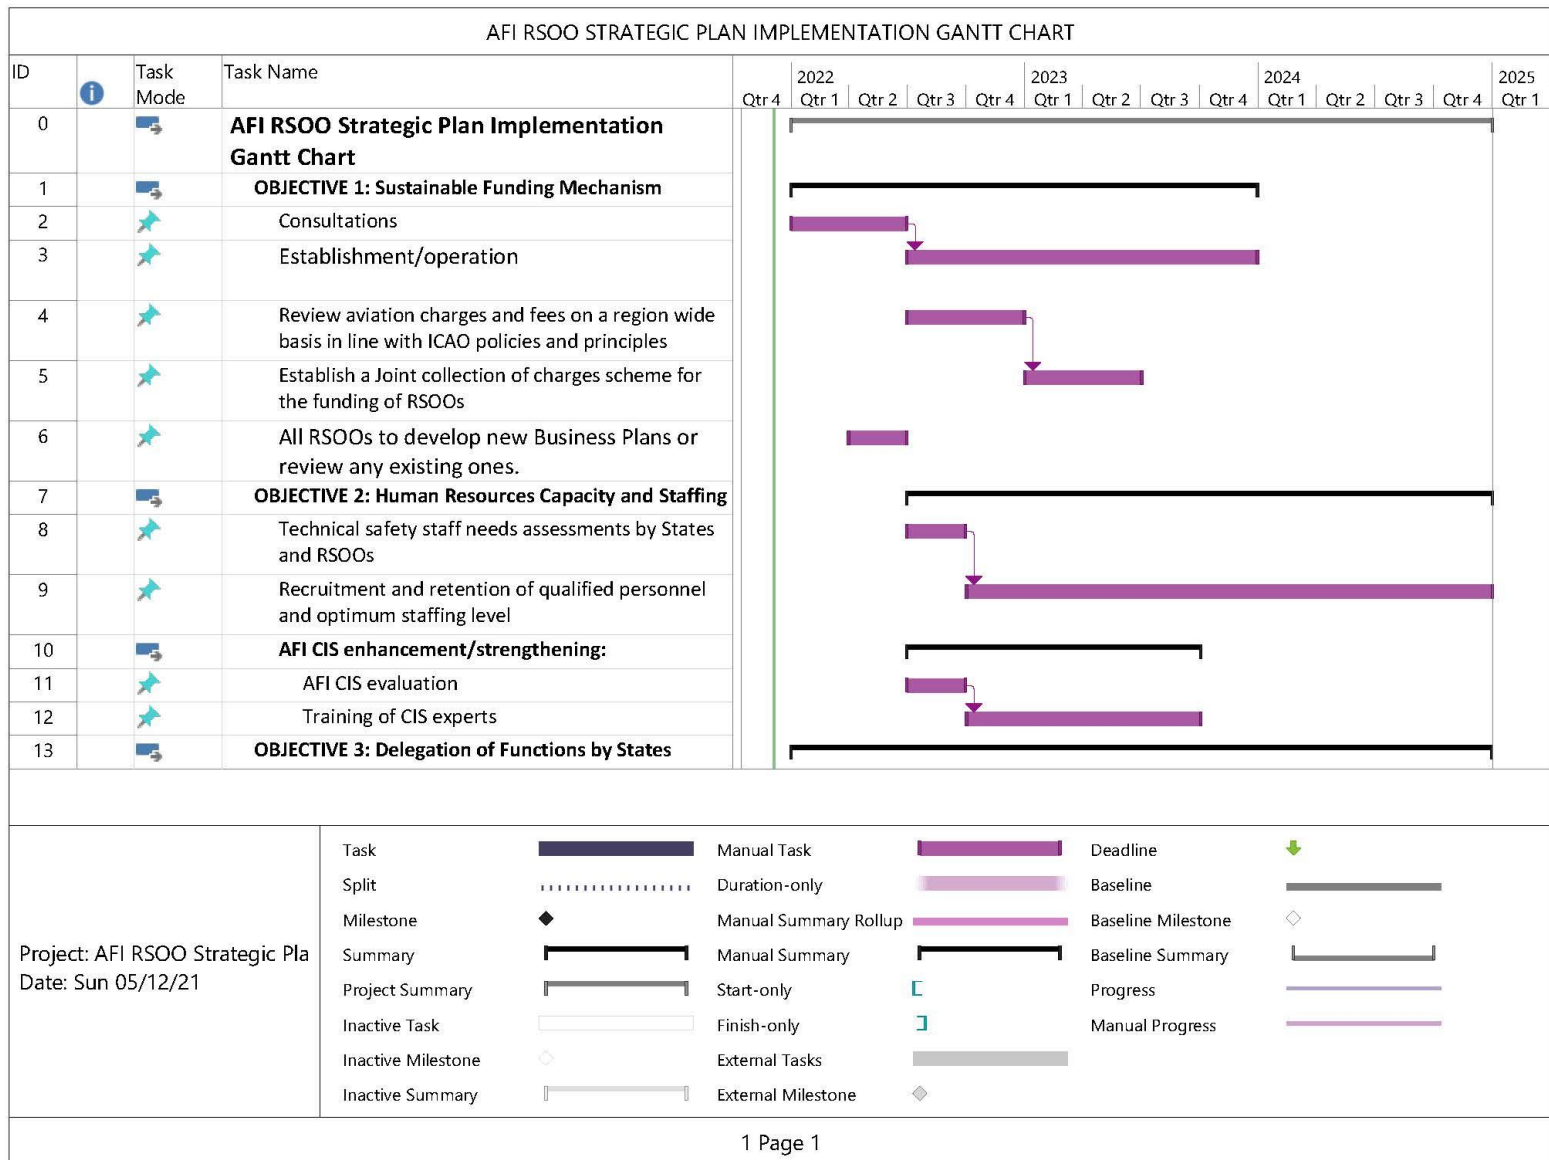 AFI RSOO STRATEGIC PLAN IMPLEMENTATION GANTT CHART
ID
i
Task
Mode
Task Name
2022
2023
2024
2025
Qtr 4 Qtr 1 Qtr 2 Qtr 3 Qtr 4 Qtr 1 Qtr 2 Qtr 3 Qtr 4 Qtr 1 Qtr 2 Qtr 3 Qtr 4 Qtr 1
0 AFI RSOO Strategic Plan Implementation
Gantt Chart
1 OBJECTIVE 1: Sustainable Funding Mechanism
2 Consultations
3 Establishment/operation
4 Review aviation charges and fees on a region wide
basis in line with ICAO policies and principles
5 Establish a Joint collection of charges scheme for
the funding of RSOOs
6 All RSOOs to develop new Business Plans or
review any existing ones.
7 OBJECTIVE 2: Human Resources Capacity and Staffing
8 Technical safety staff needs assessments by States
and RSOOs
9 Recruitment and retention of qualified personnel
and optimum staffing level
10 AFI CIS enhancement/strengthening:
11 AFI CIS evaluation
12 Training of CIS experts
13 OBJECTIVE 3: Delegation of Functions by States
Project: AFI RSOO Strategic Pla
Date: Sun 05/12/21
Task
Split
Milestone
Summary
Project Summary
Inactive Task
Inactive Milestone
Inactive Summary
Manual Task
Duration-only
Manual Summary Rollup
Manual Summary
Start-only
Finish-only
External Tasks
External Milestone
Deadline
Baseline
Baseline Milestone
Baseline Summary
Progress
Manual Progress
1 Page 1